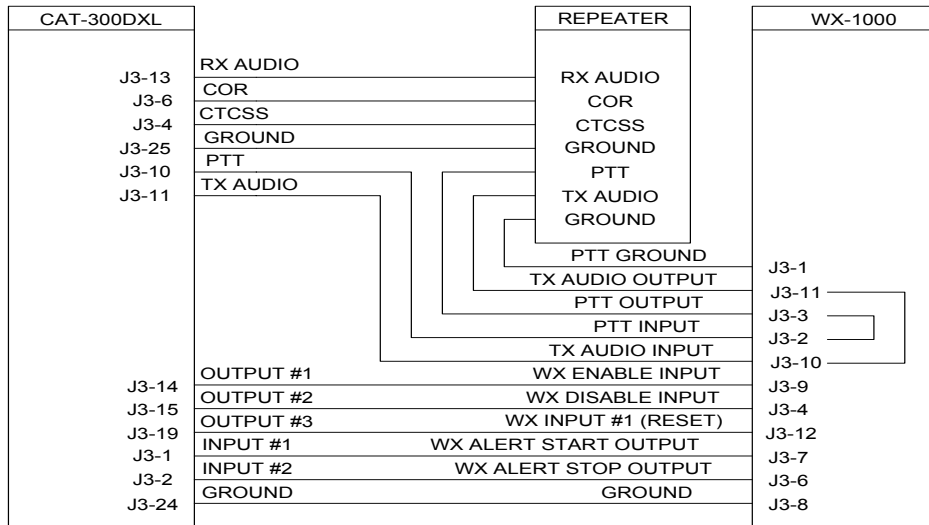 CAT-300DXL REPEATER WX-1000
RX AUDIO
J3-13 RX AUDIO
COR
J3-6 COR
CTCSS
J3-4 CTCSS
GROUND
J3-25 GROUND
PTT
J3-10 PTT
TX AUDIO
J3-11 TX AUDIO
GROUND
PTT GROUND
J3-1
TX AUDIO OUTPUT
J3-11
PTT OUTPUT
J3-3
PTT INPUT
J3-2
TX AUDIO INPUT
J3-10
OUTPUT #1 WX ENABLE INPUT
J3-14 J3-9
OUTPUT #2 WX DISABLE INPUT
J3-15 J3-4
OUTPUT #3 WX INPUT #1 (RESET)
J3-19 J3-12
INPUT #1 WX ALERT START OUTPUT
J3-1 J3-7
INPUT #2 WX ALERT STOP OUTPUT
J3-2 J3-6
GROUND GROUND
J3-24 J3-8